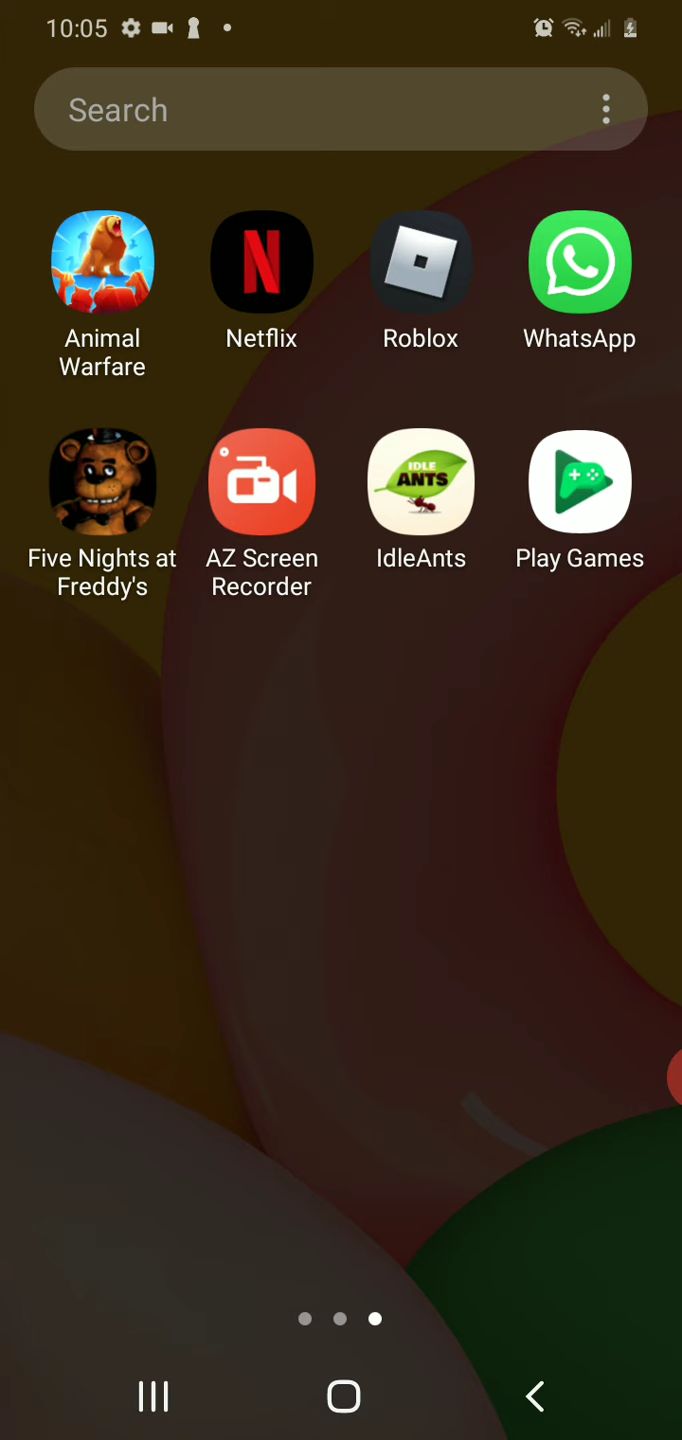 10:05
Search
Animal
Warfare
N
Netflix
Roblox
WhatsApp
Five Nights at
Freddy's
AZ Screen
Recorder
IDLE
ANTS
IdleAnts
Play Games